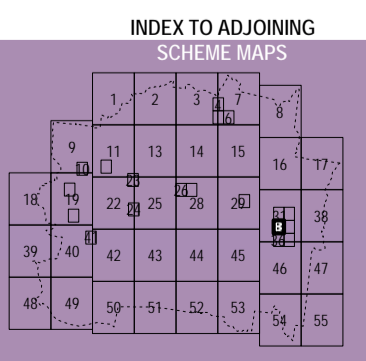 INDEX TO ADJOINING
SCHEME MAPS
1 2 3 4 7
6 8
9 11 13 14 15
10 16 17
18 19 23 26
22 24 25 28 29 38
B
39 40 41 42 43 44 45
46 47
48 49 50 51 52 53
54 55